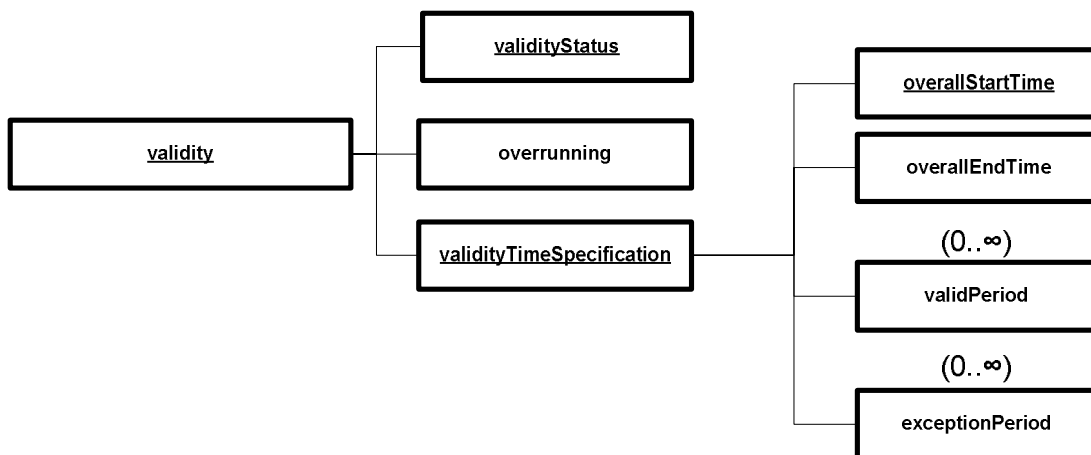 validityStatus
overallStartTime
validity
overrunning
overallEndTime
(0..∞)
validityTimeSpecification
validPeriod
(0..∞)
exceptionPeriod